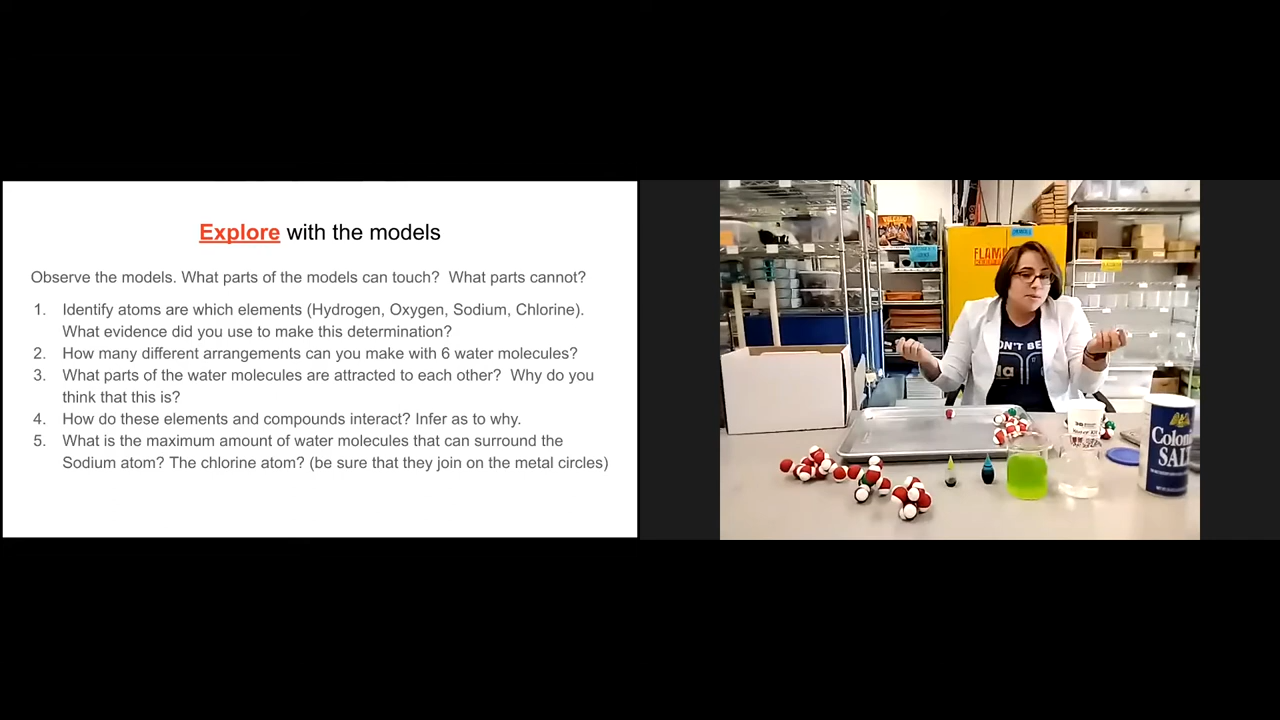 Explore with the models
Observe the models. What parts of the models can touch?  What parts cannot?
1. Identify atoms are which elements (Hydrogen, Oxygen, Sodium, Chlorine).
What evidence did you use to make this determination?
2. How many different arrangements can you make with 6 water molecules?
3. What parts of the water molecules are attracted to each other?  Why do you
think that this is?
4. How do these elements and compounds interact? Infer as to why.
5. What is the maximum amount of water molecules that can surround the
Sodium atom? The chlorine atom? (be sure that they join on the metal circles)
FLAM
ON'T BE
Colon
SAL